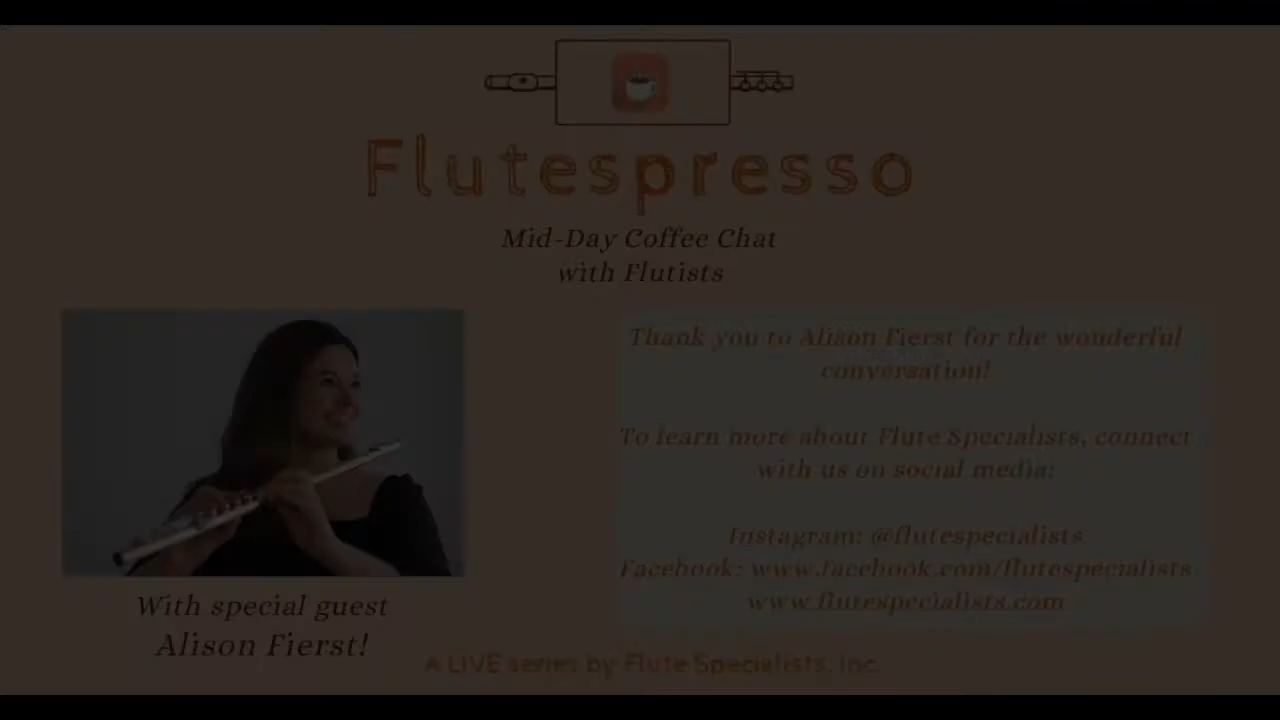 Flutespresso
Mid-Day Coffee Chat
with Flutists
Thank you to Alison Fierst for the wonderful
conversation!
To learn more about Flute Specialists, connect
with us on social media:
Instagram: @flutespecialists
Facebook: www.facebook.com/flutespecialists
www.flutespecialists.com
With special guest
Alison Fierst!
A LIVE series by Flute Specialists, Inc.